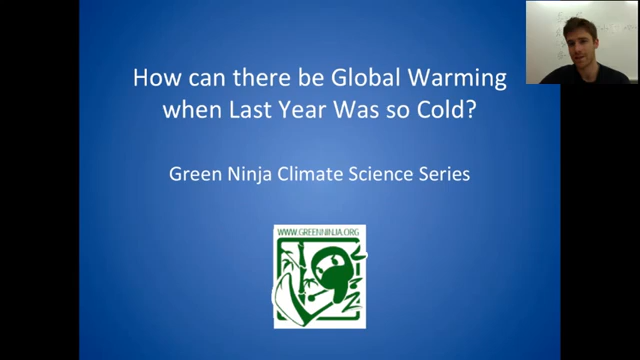 How can there be Global Warming
when Last Year Was so Cold?
Green Ninja Climate Science Series
WWW.GREENNINJA.ORG